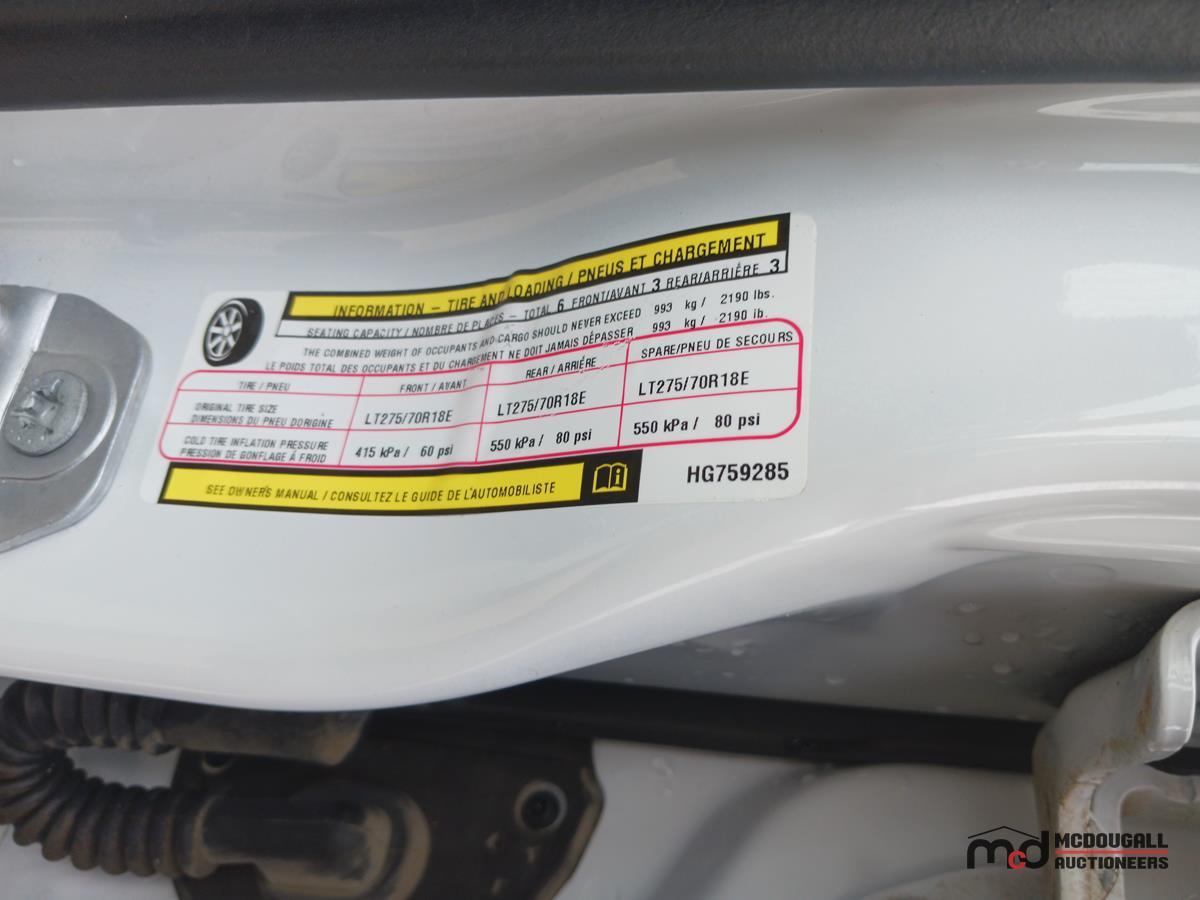 INFORMATION – TIRE AND LOADING / PNEUS ET CHARGEMENT
SEATING CAPACITY / NOMBRE DE PLACES – TOTAL 6 FRONT/AVANT 3 REAR/ARRIÈRE 3
THE COMBINED WEIGHT OF OCCUPANTS AND CARGO SHOULD NEVER EXCEED 993 kg / 2190 lbs.
LE POIDS TOTAL DES OCCUPANTS ET DU CHARGEMENT NE DOIT JAMAIS DÉPASSER 993 kg / 2190 lb.
TIRE / PNEU FRONT / AVANT REAR / ARRIÉRE SPARE/PNEU DE SECOURS
ORIGINAL TIRE SIZE
DIMENSIONS DU PNEU DORIGINE LT275/70R18E LT275/70R18E LT275/70R18E
COLD TIRE INFLATION PRESSURE
PRESSION DE GONFLAGE À FROID 415 kPa / 60 psi 550 kPa / 80 psi 550 kPa / 80 psi
SEE OWNERS MANUAL / CONSULTEZ LE GUIDE DE L'AUTOMOBILISTE
HG759285
mcd MCDOUGALL
AUCTIONEERS